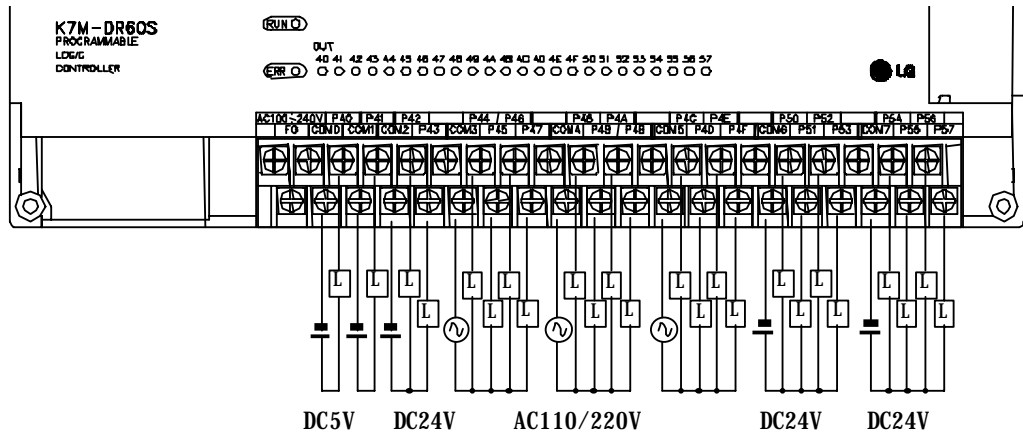 K7M-DR60S
PROGRAMMABLE
LOGIC
CONTROLLER
RUN
ERR
OUT
40 41 42 43 44 45 46 47 48 49 4A 4B 4C 4D 4E 4F 50 51 52 53 54 55 56 57
LG
AC100-240V P40 P41 P42 P44 / P46 P48 P4A P4C P4E P50 P52 P54 P56
FG COM0 COM1 COM2 P43 COM3 P45 P47 COM4 P49 P4B COM5 P4D P4F COM6 P51 P53 COM7 P55 P57
L L L L L L L L L L
L L L L L L L L L L L
DC5V DC24V AC110/220V DC24V DC24V